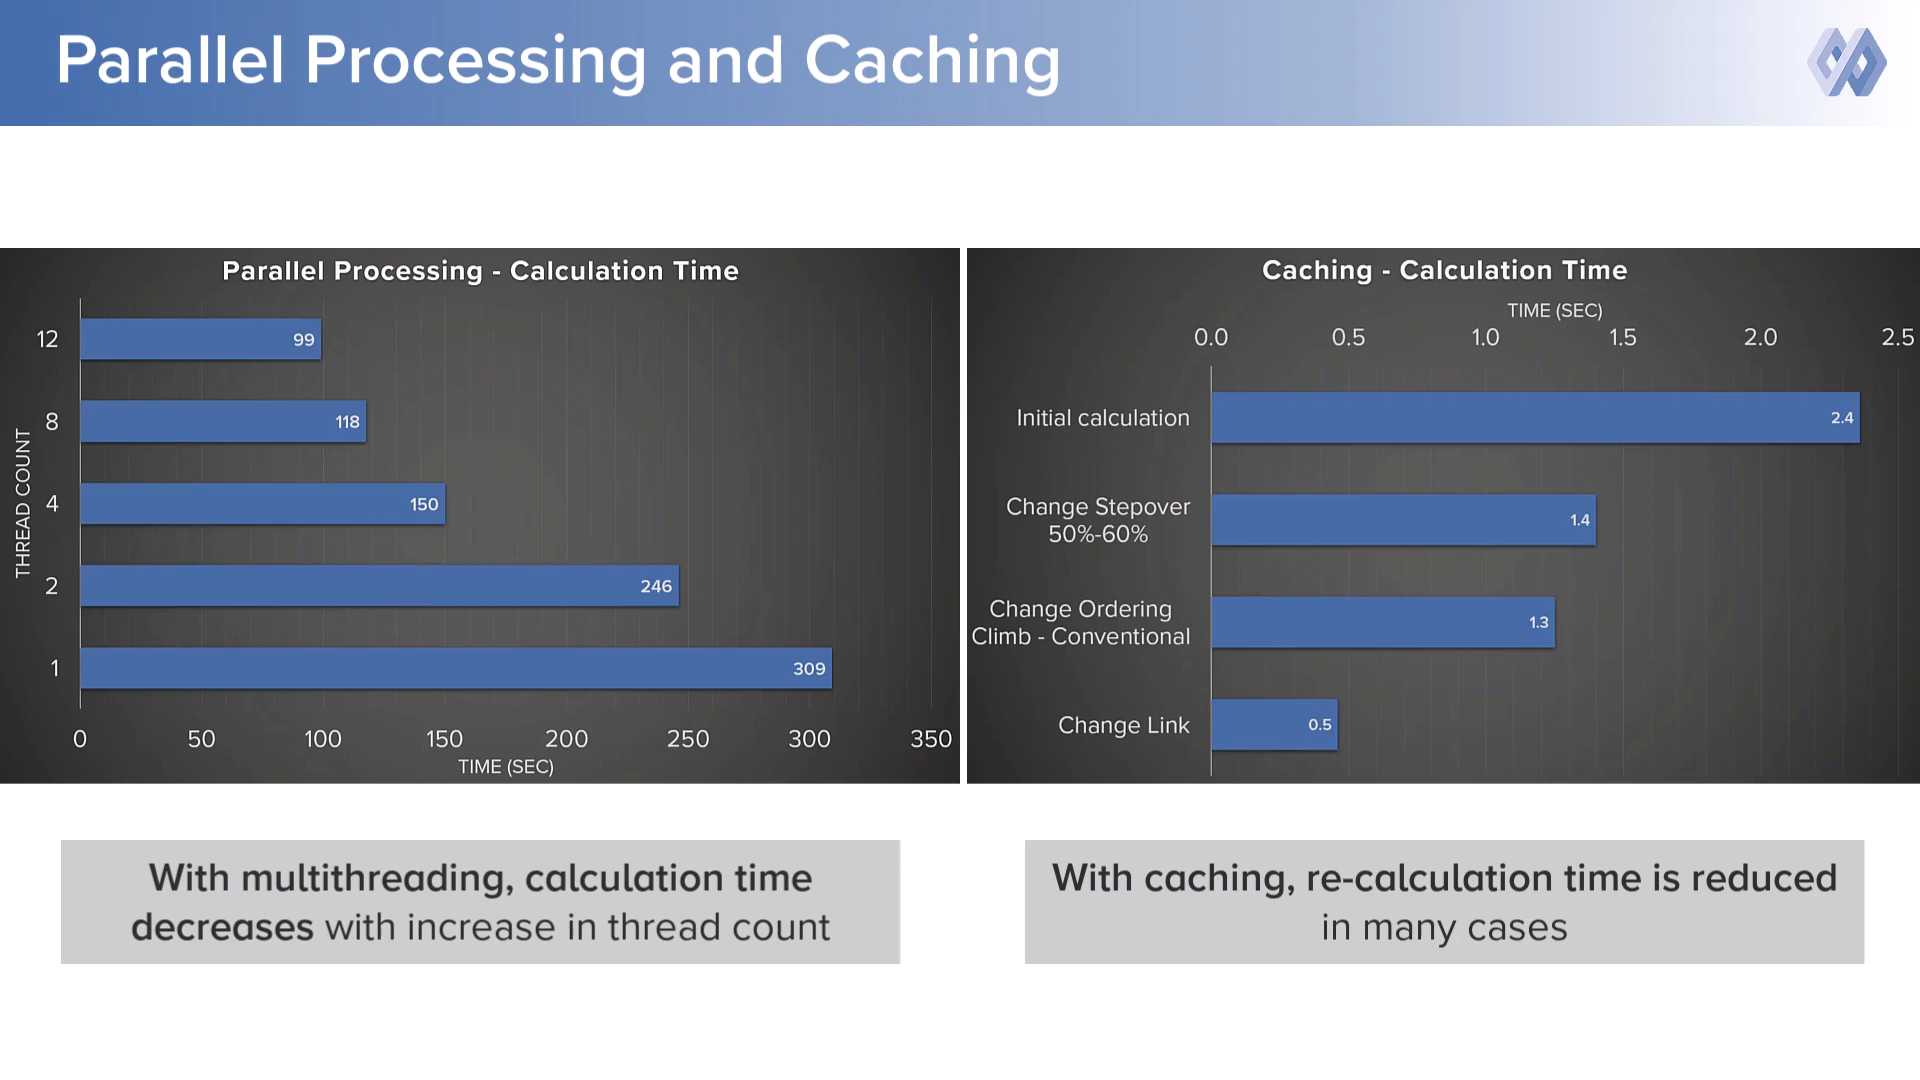 Parallel Processing and Caching
Parallel Processing - Calculation Time
THREAD COUNT
12
99
8
118
4
150
2
246
1
309
0 50 100 150 200 250 300 350
TIME (SEC)
Caching - Calculation Time
TIME (SEC)
0.0 0.5 1.0 1.5 2.0 2.5
Initial calculation
2.4
Change Stepover
50%-60%
1.4
Change Ordering
Climb - Conventional
1.3
Change Link
0.5
With multithreading, calculation time
decreases with increase in thread count
With caching, re-calculation time is reduced
in many cases